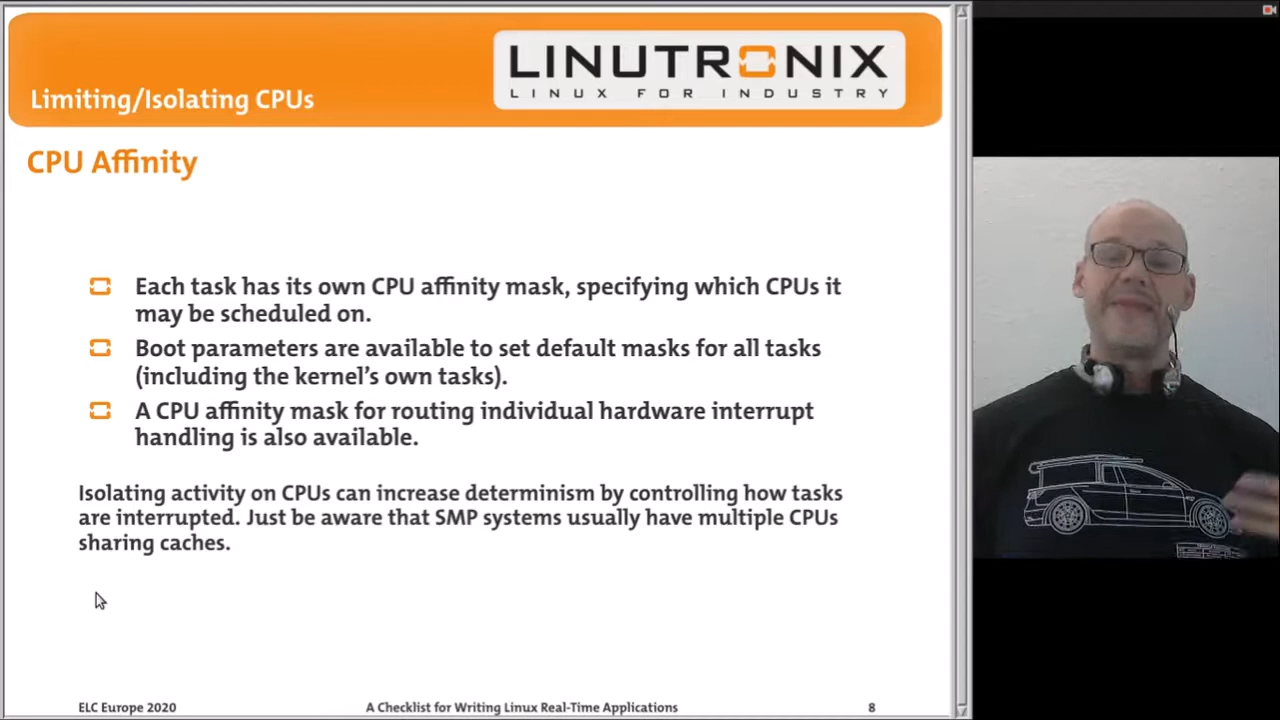 LINUTRONIX
LINUX FOR INDUSTRY
Limiting/Isolating CPUs
CPU Affinity
Each task has its own CPU affinity mask, specifying which CPUs it
may be scheduled on.
Boot parameters are available to set default masks for all tasks
(including the kernel's own tasks).
A CPU affinity mask for routing individual hardware interrupt
handling is also available.
Isolating activity on CPUs can increase determinism by controlling how tasks
are interrupted. Just be aware that SMP systems usually have multiple CPUs
sharing caches.
ELC Europe 2020
A Checklist for Writing Linux Real-Time Applications
8